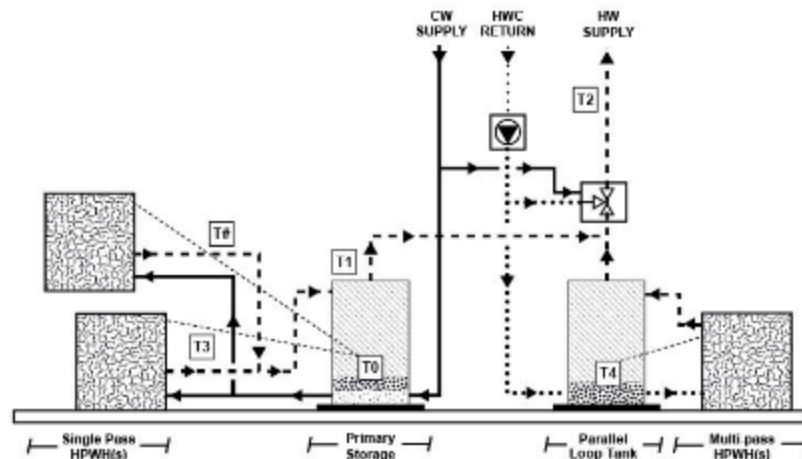 CW
SUPPLY
HWC
RETURN
HW
SUPPLY
T2
T#
T1
T3
T0
T4
Single Pass
HPWH(s)
Primary
Storage
Parallel
Loop Tank
Multi-pass
HPWH(s)